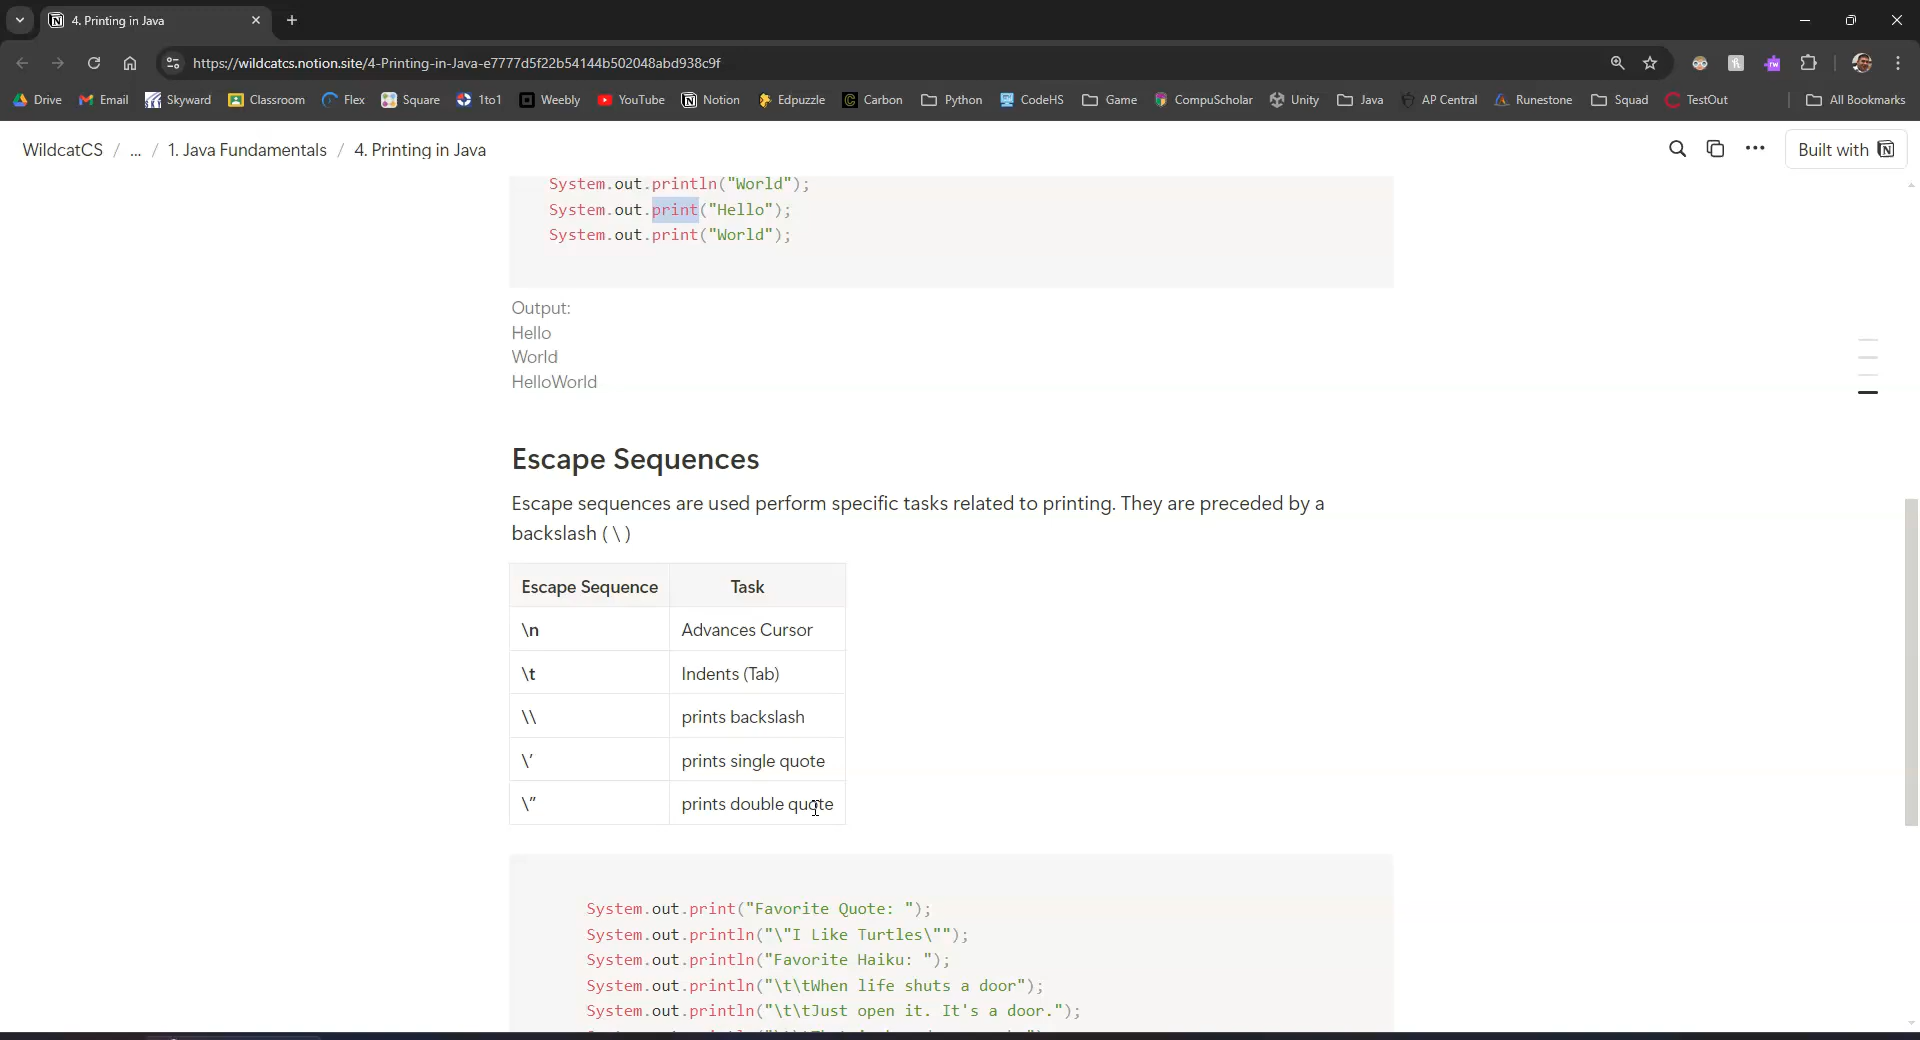 4. Printing in Java
https://wildcatcs.notion.site/4-Printing-in-Java-e7777d5f22b54144b502048abd938c9f
Drive Email Skyward Classroom Flex Square 1to1 Weebly YouTube Notion Edpuzzle Carbon Python CodeHS Game CompuScholar Unity Java AP Central Runestone Squad TestOut All Bookmarks
WildcatCS / ... / 1. Java Fundamentals / 4. Printing in Java
Built with
System.out.println("World");
System.out.print("Hello");
System.out.print("World");
Output:
Hello
World
HelloWorld
Escape Sequences
Escape sequences are used perform specific tasks related to printing. They are preceded by a
backslash ( \ )
Escape Sequence Task
\n Advances Cursor
\t Indents (Tab)
\\ prints backslash
\’ prints single quote
\” prints double quote
System.out.print("Favorite Quote: ");
System.out.println("\"I Like Turtles\"");
System.out.println("Favorite Haiku: ");
System.out.println("\t\tWhen life shuts a door");
System.out.println("\t\tJust open it. It's a door.");